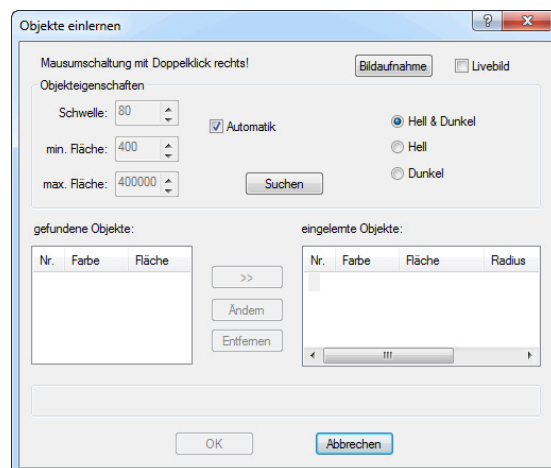 Objekte einlernen
Mausumschaltung mit Doppelklick rechts!
Bildaufnahme
Livebild
Objekteigenschaften
Schwelle: 80
Automatik
Hell & Dunkel
min. Fläche: 400
Hell
max. Fläche: 400000
Suchen
Dunkel
gefundene Objekte:
eingelernte Objekte:
Nr. Farbe Fläche
>>
Nr. Farbe Fläche Radius
Ändern
Entfernen
OK
Abbrechen